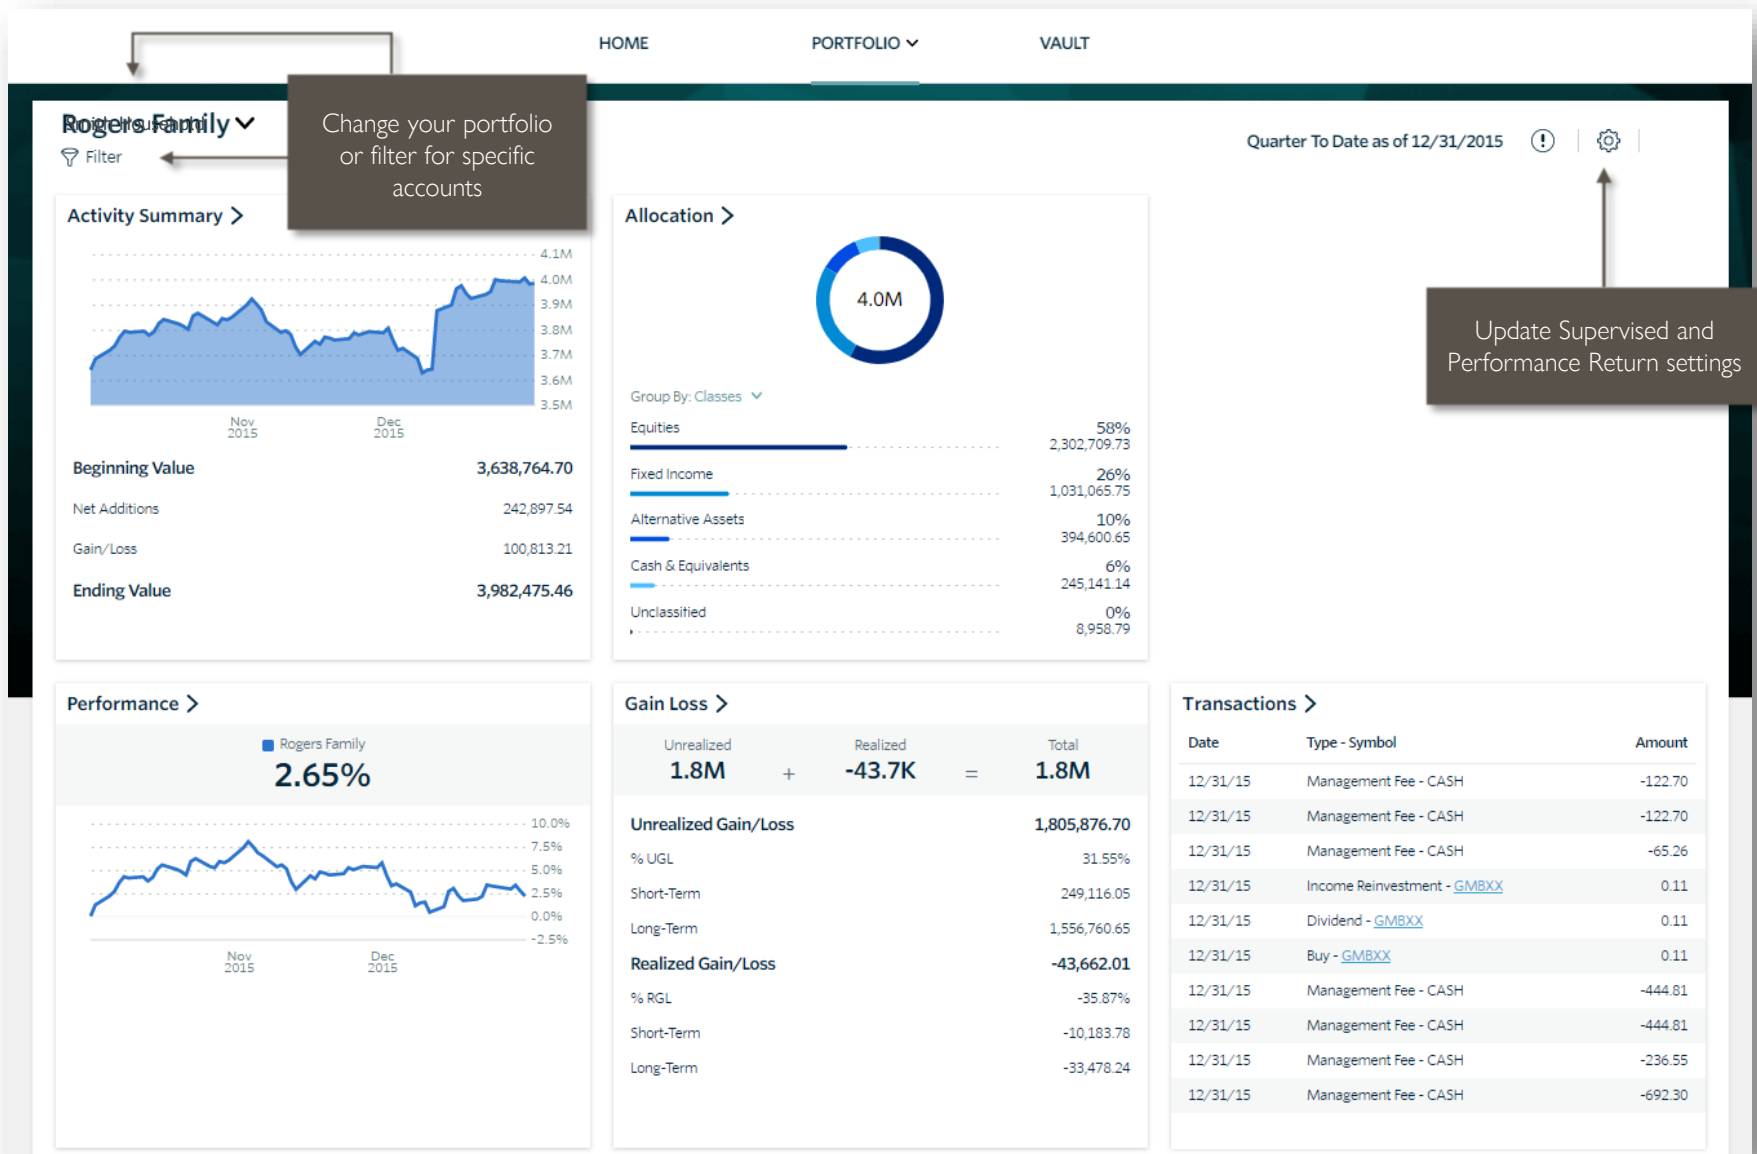 HOME PORTFOLIO VAULT
Rogers Family
Filter
Change your portfolio
or filter for specific
accounts
Quarter To Date as of 12/31/2015
Update Supervised and
Performance Return settings
Activity Summary
4.1M
4.0M
3.9M
3.8M
3.7M
3.6M
3.5M
Nov Dec
2015 2015
Beginning Value 3,638,764.70
Net Additions 242,897.54
Gain/Loss 100,813.21
Ending Value 3,982,475.46
Allocation
4.0M
Group By: Classes
Equities 58%
2,302,709.73
Fixed Income 26%
1,031,065.75
Alternative Assets 10%
394,600.65
Cash & Equivalents 6%
245,141.14
Unclassified 0%
8,958.79
Performance
Rogers Family
2.65%
10.0%
7.5%
5.0%
2.5%
0.0%
-2.5%
Nov Dec
2015 2015
Gain Loss
Unrealized Realized Total
1.8M + -43.7K = 1.8M
Unrealized Gain/Loss 1,805,876.70
% UGL 31.55%
Short-Term 249,116.05
Long-Term 1,556,760.65
Realized Gain/Loss -43,662.01
% RGL -35.87%
Short-Term -10,183.78
Long-Term -33,478.24
Transactions
Date Type - Symbol Amount
12/31/15 Management Fee - CASH -122.70
12/31/15 Management Fee - CASH -122.70
12/31/15 Management Fee - CASH -65.26
12/31/15 Income Reinvestment - GMBXX 0.11
12/31/15 Dividend - GMBXX 0.11
12/31/15 Buy - GMBXX 0.11
12/31/15 Management Fee - CASH -444.81
12/31/15 Management Fee - CASH -444.81
12/31/15 Management Fee - CASH -236.55
12/31/15 Management Fee - CASH -692.30